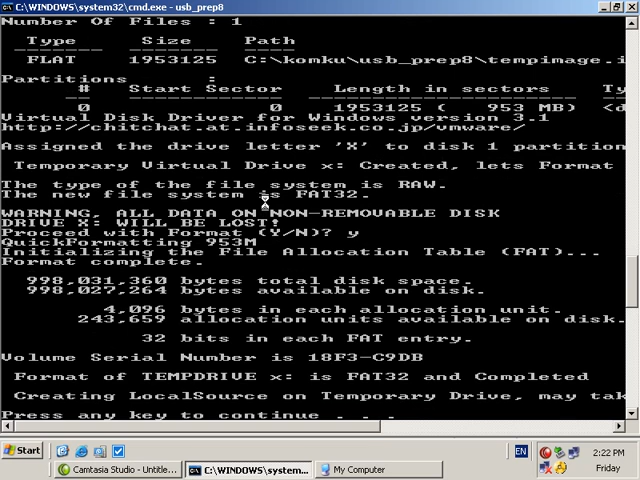 C:\WINDOWS\system32\cmd.exe - usb_prep8
Number Of Files : 1
Type Size Path
FLAT 1953125 C:\komku\usb_prep8\tempimage.i
Partitions :
# Start Sector Length in sectors Ty
0 0 1953125 ( 953 MB) <d
Virtual Disk Driver for Windows version 3.1
http://chitchat.at.infoseek.co.jp/vmware/
Assigned the drive letter 'X' to disk 1 partition
Temporary Virtual Drive x: Created, lets Format
The type of the file system is RAW.
The new file system is FAT32.
WARNING, ALL DATA ON NON-REMOVABLE DISK
DRIVE X: WILL BE LOST!
Proceed with Format (Y/N)? y
QuickFormatting 953M
Initializing the File Allocation Table (FAT)...
Format complete.
998,031,360 bytes total disk space.
998,027,264 bytes available on disk.
4,096 bytes in each allocation unit.
243,659 allocation units available on disk.
32 bits in each FAT entry.
Volume Serial Number is 18F3-C9DB
Format of TEMPDRIVE x: is FAT32 and Completed
Creating LocalSource on Temporary Drive, may tak
Press any key to continue . . .
Start
Camtasia Studio - Untitle...
C:\WINDOWS\system...
My Computer
EN
2:22 PM
Friday